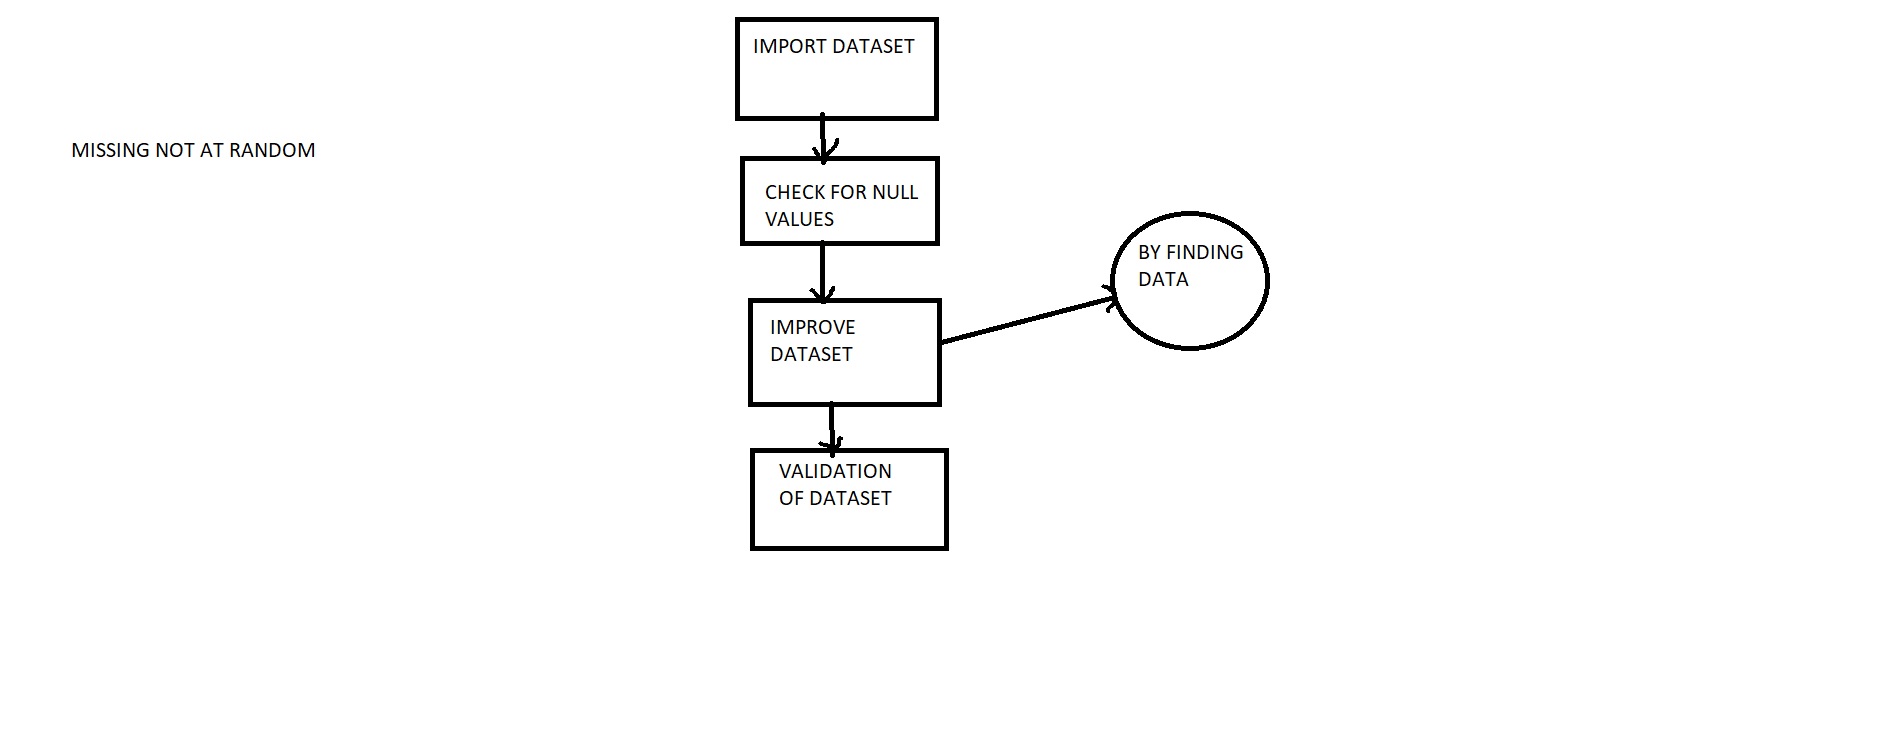 IMPORT DATASET
MISSING NOT AT RANDOM
CHECK FOR NULL
VALUES
BY FINDING
DATA
IMPROVE
DATASET
VALIDATION
OF DATASET